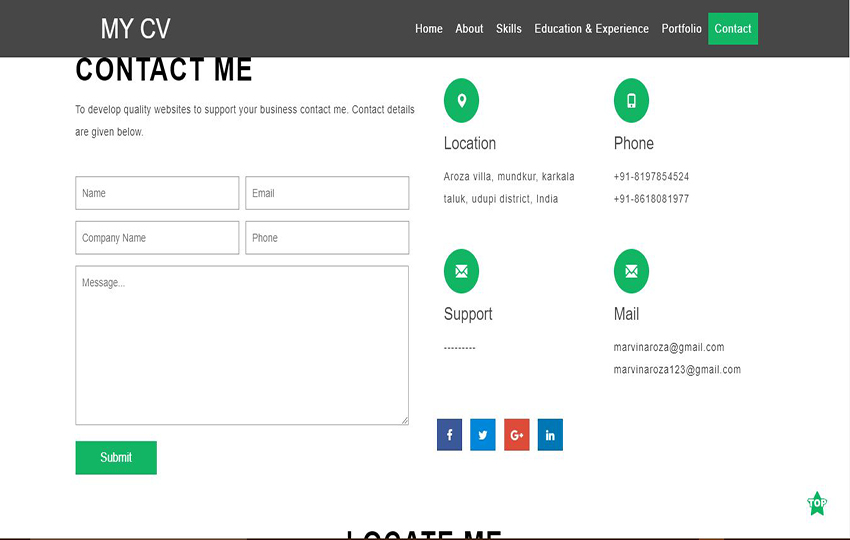 MY CV
Home About Skills Education & Experience Portfolio Contact
CONTACT ME
To develop quality websites to support your business contact me. Contact details
are given below.
Name
Email
Company Name
Phone
Message...
Submit
Location
Aroza villa, mundkur, karkala
taluk, udupi district, India
Phone
+91-8197854524
+91-8618081977
Support
---------
Mail
marvinaroza@gmail.com
marvinaroza123@gmail.com
f
G+
in
TOP
LOCATE ME